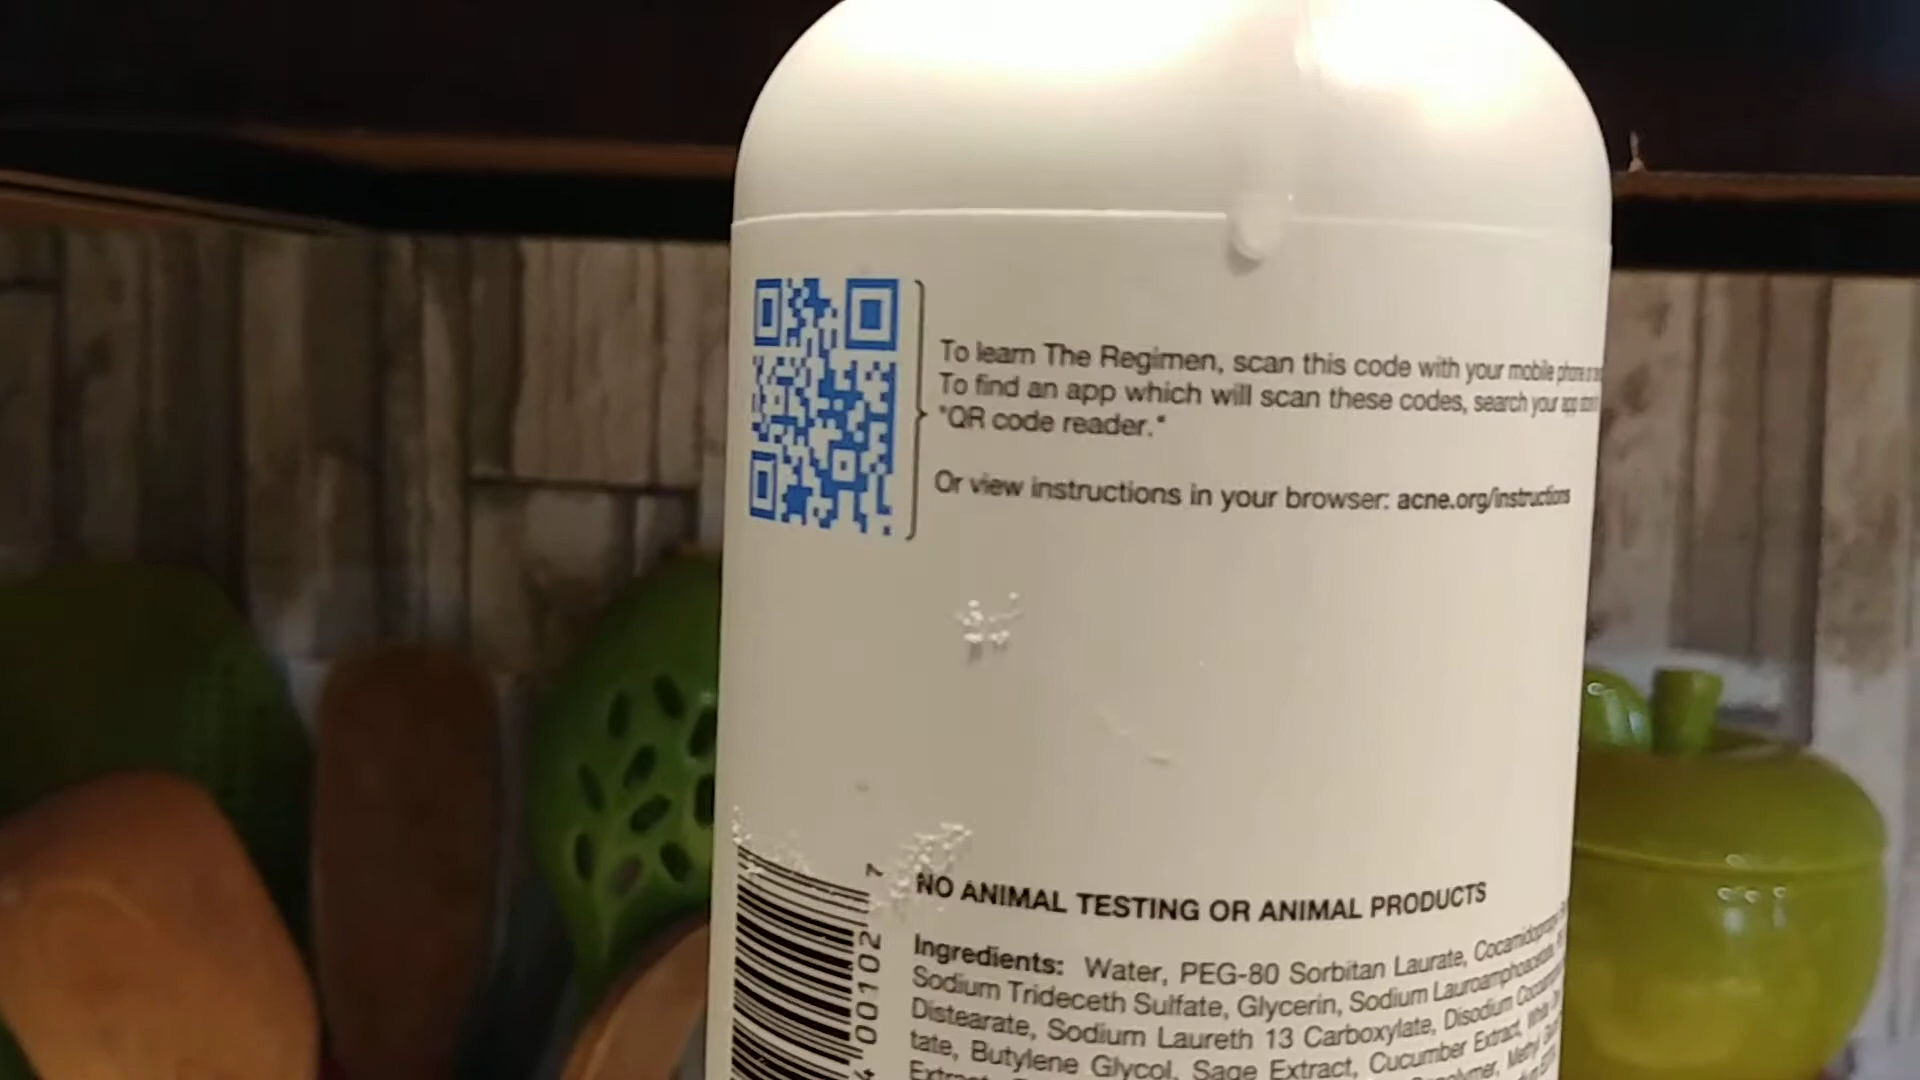 To learn The Regimen, scan this code with your mobile phone
To find an app which will scan these codes, search your app
"QR code reader."
Or view instructions in your browser: acne.org/instructions
NO ANIMAL TESTING OR ANIMAL PRODUCTS
Ingredients: Water, PEG-80 Sorbitan Laurate,
Sodium Trideceth Sulfate, Glycerin, Sodium Lauroamphoacetate,
Distearate, Sodium Laureth 13 Carboxylate, Disodium
tate, Butylene Glycol, Sage Extract, Cucumber Extract,
4 00102 7